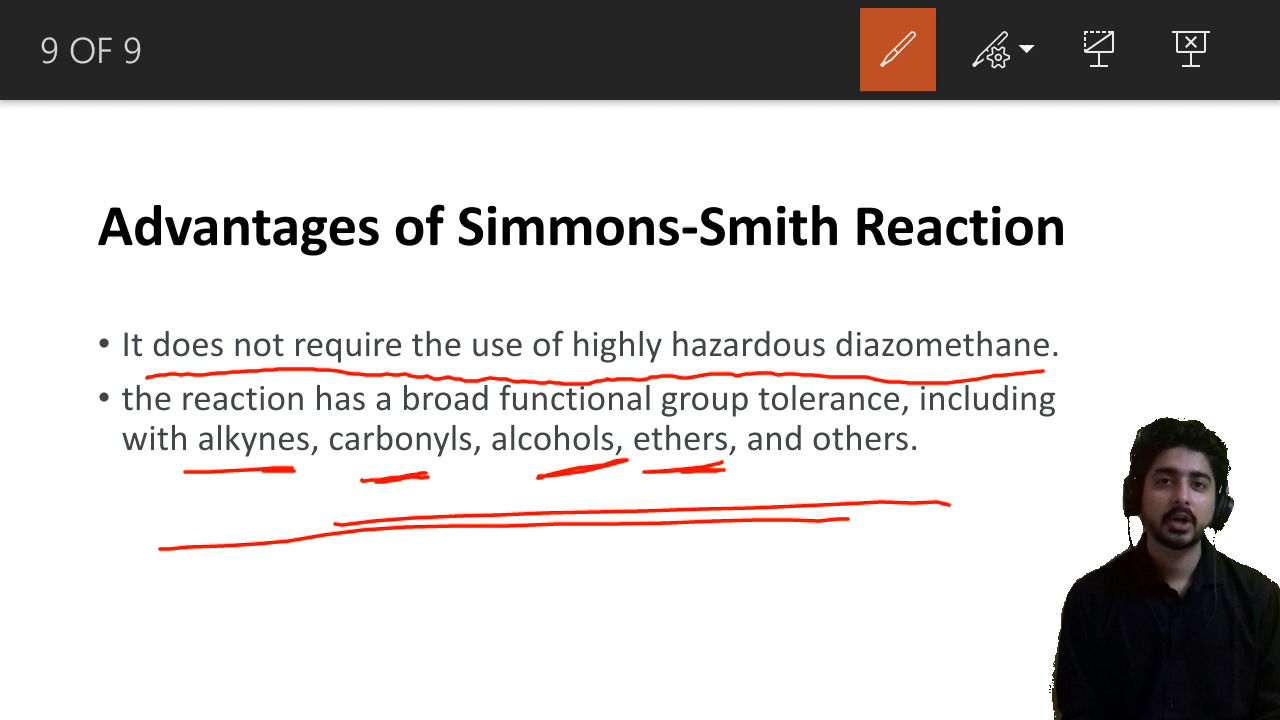 9 OF 9
Advantages of Simmons-Smith Reaction
• It does not require the use of highly hazardous diazomethane.
• the reaction has a broad functional group tolerance, including
with alkynes, carbonyls, alcohols, ethers, and others.